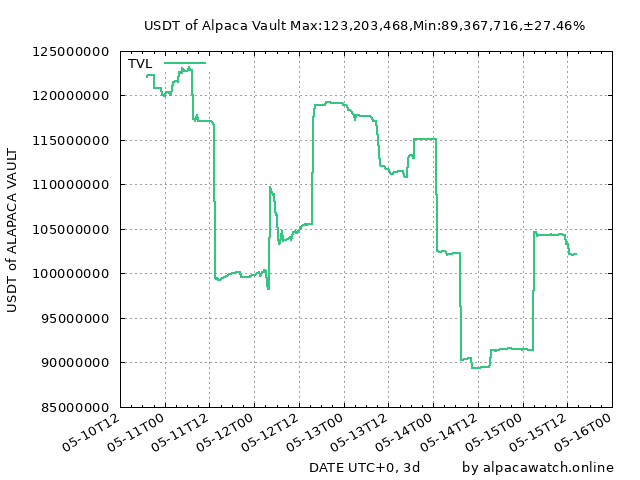 USDT of Alpaca Vault Max:123,203,468,Min:89,367,716,±27.46%
TVL
125000000
120000000
115000000
110000000
105000000
100000000
95000000
90000000
85000000
USDT of ALAPACA VAULT
05-10T12
05-11T00
05-11T12
05-12T00
05-12T12
05-13T00
05-13T12
05-14T00
05-14T12
05-15T00
05-15T12
05-16T00
DATE UTC+0, 3d
by alpacawatch.online